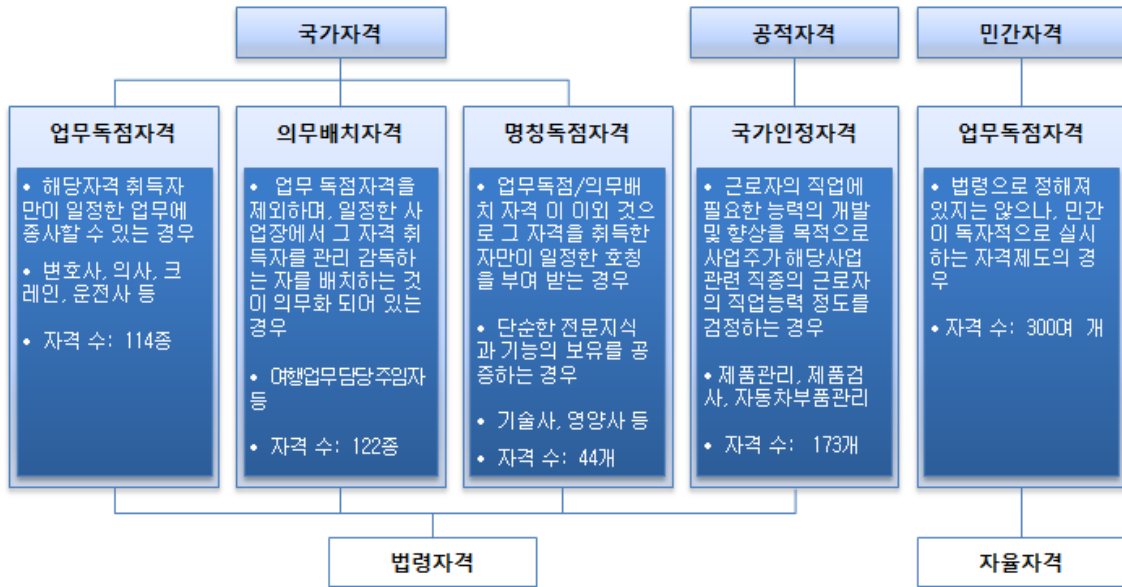 국가자격
공적자격
민간자격
업무독점자격
• 해당자격 취득자
만이 일정한 업무에
종사할 수 있는 경우
• 변호사, 의사, 크
레인, 운전사 등
• 자격 수: 114종
의무배치자격
• 업무 독점자격을
제외하며, 일정한 사
업장에서 그 자격 취
득자를 관리 감독하
는 자를 배치하는 것
이 의무화 되어 있는
경우
• 여행업무담당주임자
등
• 자격 수: 122종
명칭독점자격
• 업무독점/의무배
치 자격 이 이외 것으
로 그 자격을 취득한
자만이 일정한 호칭
을 부여 받는 경우
• 단순한 전문지식
과 기능의 보유를 공
증하는 경우
• 기술사, 영양사 등
• 자격 수: 44개
국가인정자격
• 근로자의 직업에
필요한 능력의 개발
및 향상을 목적으로
사업주가 해당사업
관련 직종의 근로자
의 직업능력 정도를
검정하는 경우
• 제품관리, 제품검
사, 자동차부품관리
• 자격 수: 173개
업무독점자격
• 법령으로 정해져
있지는 않으나, 민간
이 독자적으로 실시
하는 자격제도의 경
우
• 자격 수: 3000여 개
법령자격
자율자격